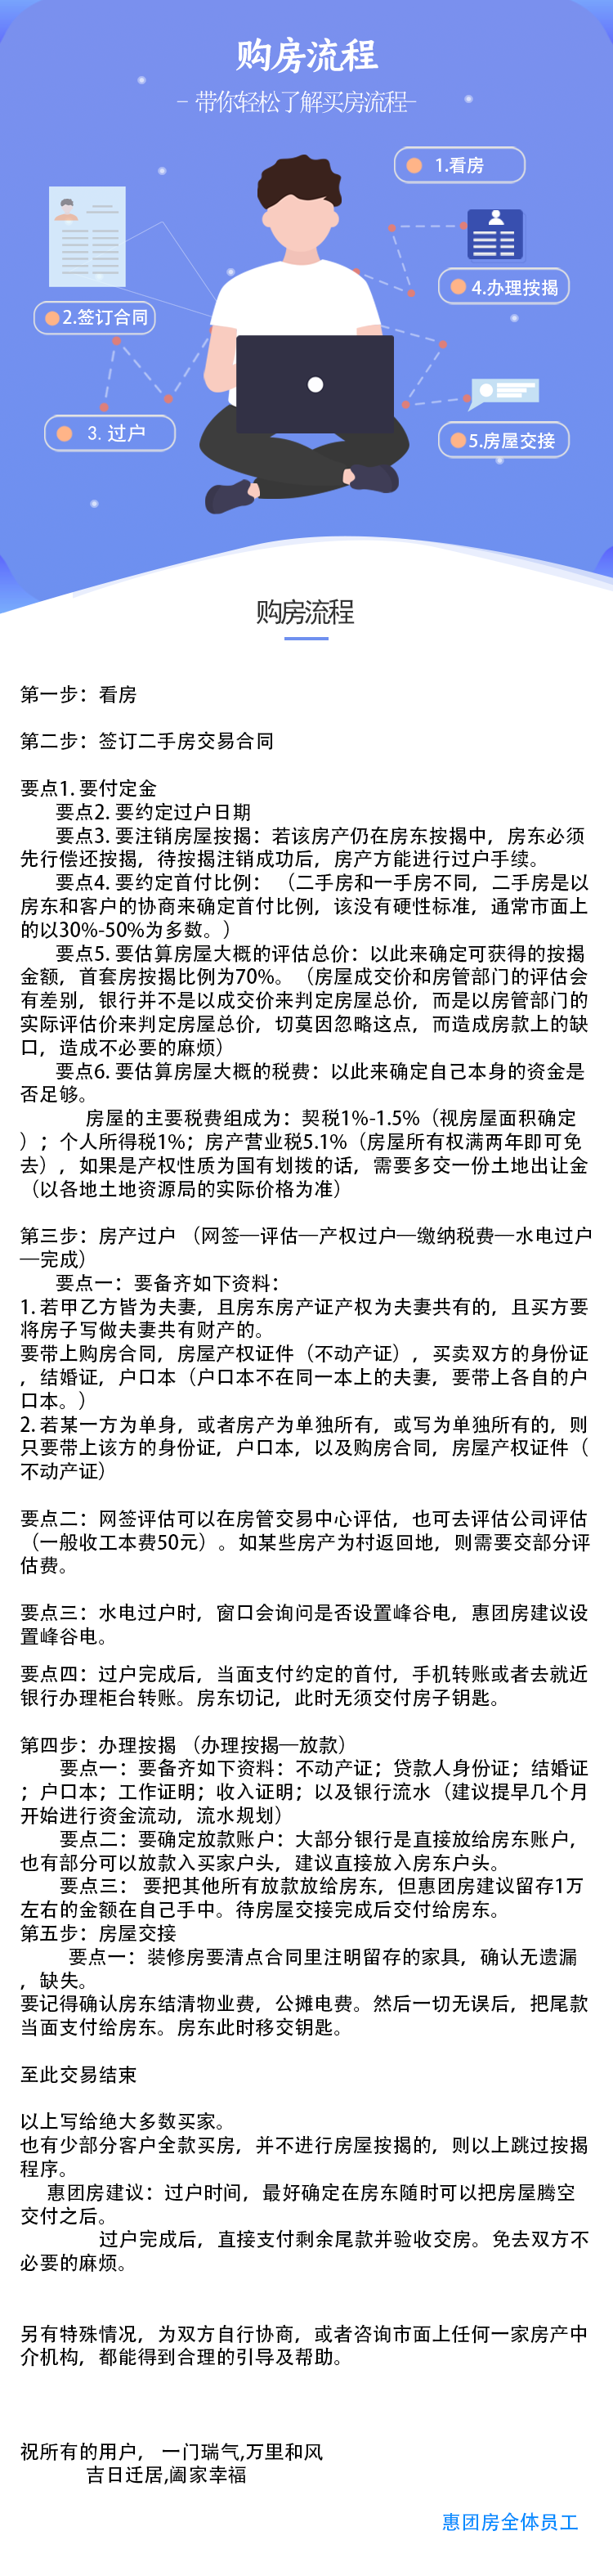 购房流程
- 带你轻松了解买房流程-
1.看房
4.办理按揭
2.签订合同
3. 过户
5.房屋交接
购房流程
第一步：看房
第二步：签订二手房交易合同
要点1. 要付定金
要点2. 要约定过户日期
要点3. 要注销房屋按揭：若该房产仍在房东按揭中，房东必须
先行偿还按揭，待按揭注销成功后，房产方能进行过户手续。
要点4. 要约定首付比例：（二手房和一手房不同，二手房是以
房东和客户的协商来确定首付比例，该没有硬性标准，通常市面上
的以30%-50%为多数。）
要点5. 要估算房屋大概的评估总价：以此来确定可获得的按揭
金额，首套房按揭比例为70%。（房屋成交价和房管部门的评估会
有差别，银行并不是以成交价来判定房屋总价，而是以房管部门的
实际评估价来判定房屋总价，切莫因忽略这点，而造成房款上的缺
口，造成不必要的麻烦）
要点6. 要估算房屋大概的税费：以此来确定自己本身的资金是
否足够。
房屋的主要税费组成为：契税1%-1.5%（视房屋面积确定
）；个人所得税1%；房产营业税5.1%（房屋所有权满两年即可免
去），如果是产权性质为国有划拨的话，需要多交一份土地出让金
（以各地土地资源局的实际价格为准）
第三步：房产过户 （网签—评估—产权过户—缴纳税费—水电过户
—完成）
要点一：要备齐如下资料：
1. 若甲乙方皆为夫妻，且房东房产证产权为夫妻共有的，且买方要
将房子写做夫妻共有财产的。
要带上购房合同，房屋产权证件（不动产证），买卖双方的身份证
，结婚证，户口本（户口本不在同一本上的夫妻，要带上各自的户
口本。）
2. 若某一方为单身，或者房产为单独所有，或写为单独所有的，则
只要带上该方的身份证，户口本，以及购房合同，房屋产权证件（
不动产证）
要点二：网签评估可以在房管交易中心评估，也可去评估公司评估
（一般收工本费50元）。如某些房产为村返回地，则需要交部分评
估费。
要点三：水电过户时，窗口会询问是否设置峰谷电，惠团房建议设
置峰谷电。
要点四：过户完成后，当面支付约定的首付，手机转账或者去就近
银行办理柜台转账。房东切记，此时无须交付房子钥匙。
第四步：办理按揭 （办理按揭—放款）
要点一：要备齐如下资料：不动产证；贷款人身份证；结婚证
；户口本；工作证明；收入证明；以及银行流水（建议提早几个月
开始进行资金流动，流水规划）
要点二：要确定放款账户：大部分银行是直接放给房东账户，
也有部分可以放款入买家户头，建议直接放入房东户头。
要点三： 要把其他所有放款放给房东，但惠团房建议留存1万
左右的金额在自己手中。待房屋交接完成后交付给房东。
第五步：房屋交接
要点一：装修房要清点合同里注明留存的家具，确认无遗漏
，缺失。
要记得确认房东结清物业费，公摊电费。然后一切无误后，把尾款
当面支付给房东。房东此时移交钥匙。
至此交易结束
以上写给绝大多数买家。
也有少部分客户全款买房，并不进行房屋按揭的，则以上跳过按揭
程序。
惠团房建议：过户时间，最好确定在房东随时可以把房屋腾空
交付之后。
过户完成后，直接支付剩余尾款并验收交房。免去双方不
必要的麻烦。
另有特殊情况，为双方自行协商，或者咨询市面上任何一家房产中
介机构，都能得到合理的引导及帮助。
祝所有的用户， 一门瑞气,万里和风
吉日迁居,阖家幸福
惠团房全体员工